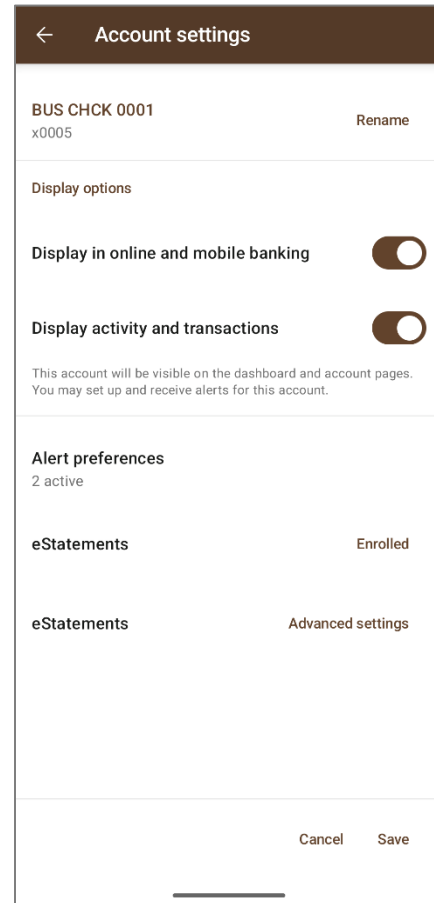 Account settings
BUS CHCK 0001
x0005
Rename
Display options
Display in online and mobile banking
Display activity and transactions
This account will be visible on the dashboard and account pages.
You may set up and receive alerts for this account.
Alert preferences
2 active
eStatements
Enrolled
eStatements
Advanced settings
Cancel
Save